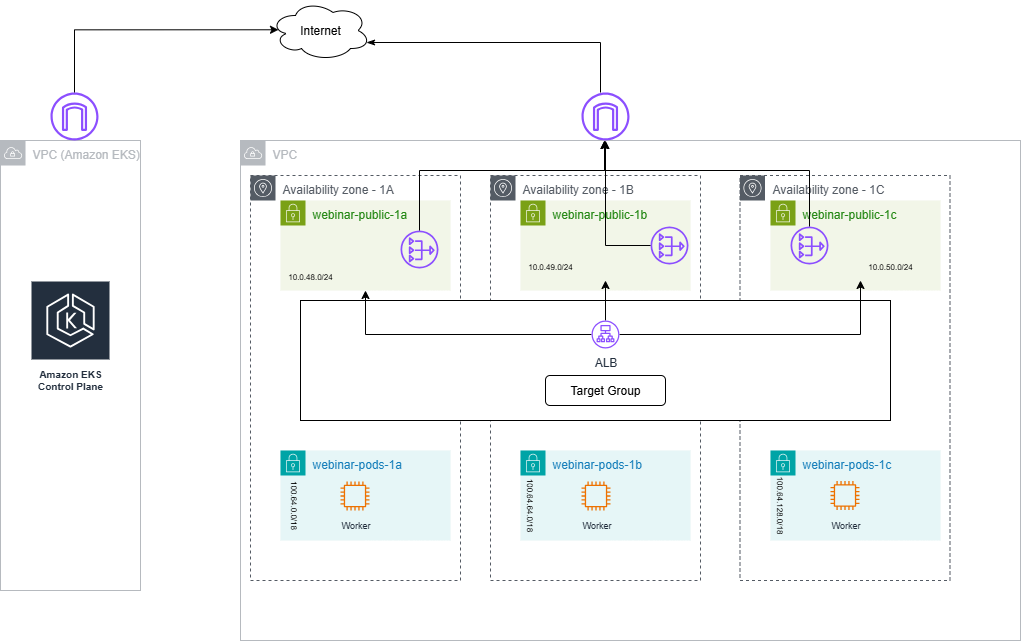 Internet
VPC (Amazon EKS)
VPC
Availability zone - 1A
Availability zone - 1B
Availability zone - 1C
webinar-public-1a
webinar-public-1b
webinar-public-1c
10.0.48.0/24
10.0.49.0/24
10.0.50.0/24
K
Amazon EKS
Control Plane
ALB
Target Group
webinar-pods-1a
webinar-pods-1b
webinar-pods-1c
100.64.0.0/18
100.64.64.0/18
100.64.128.0/18
Worker
Worker
Worker